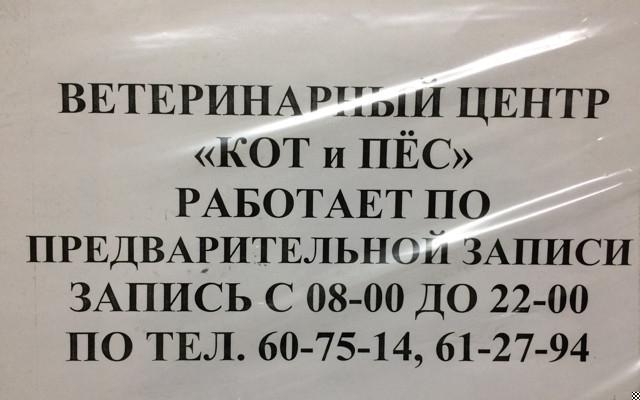 ВЕТЕРИНАРНЫЙ ЦЕНТР
«КОТ и ПЁС»
РАБОТАЕТ ПО
ПРЕДВАРИТЕЛЬНОЙ ЗАПИСИ
ЗАПИСЬ С 08-00 ДО 22-00
ПО ТЕЛ. 60-75-14, 61-27-94